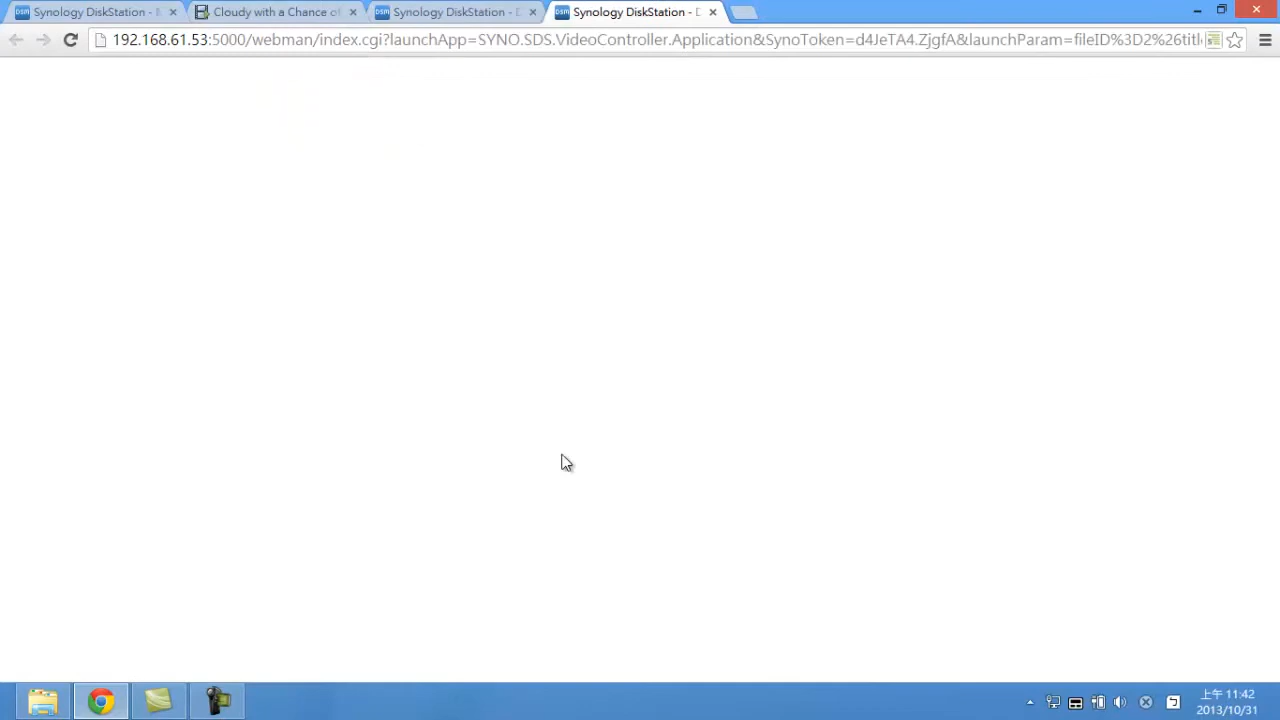 Synology DiskStation -
Cloudy with a Chance of
Synology DiskStation - D
Synology DiskStation - D
192.168.61.53:5000/webman/index.cgi?launchApp=SYNO.SDS.VideoController.Application&SynoToken=d4JeTA4.ZjgfA&launchParam=fileID%3D2%26titl
上午 11:42
2013/10/31